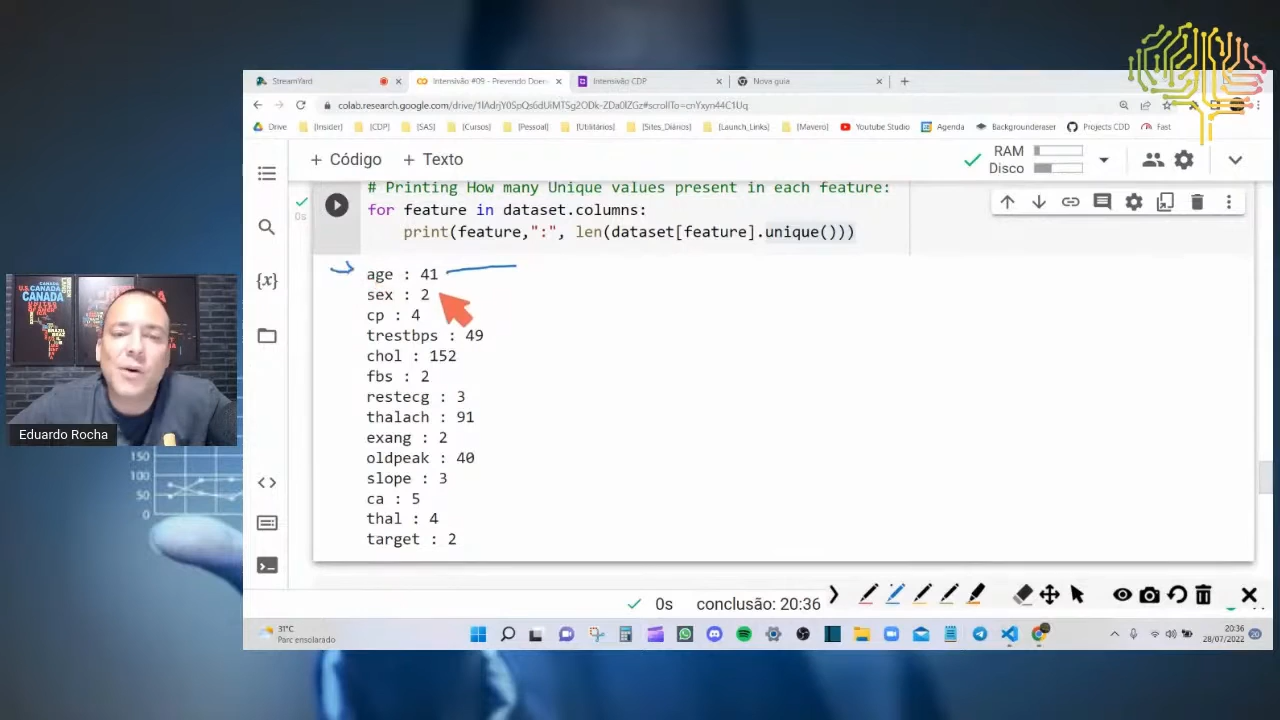 StreamYard
Intensivão #09 - Prevendo Doen
Intensivão CDP
Nova guia
colab.research.google.com/drive/1lAdrjY0SpQs6dUiMTSg2ODk-ZDa0lZGz#scrollTo=cnYxyn44C1Uq
Drive
[Insider]
[CDP]
[SAS]
[Cursos]
[Pessoal]
[Utilitários]
[Sites_Diários]
[Launch_Links]
[Mavero]
Youtube Studio
Agenda
Backgrounderaser
Projects CDD
Fast
+ Código + Texto
RAM
Disco
# Printing How many Unique values present in each feature:
for feature in dataset.columns:
print(feature,":", len(dataset[feature].unique()))
0s
age : 41
sex : 2
cp : 4
trestbps : 49
chol : 152
fbs : 2
restecg : 3
thalach : 91
exang : 2
oldpeak : 40
slope : 3
ca : 5
thal : 4
target : 2
{x}
CANADA
CANADA
Eduardo Rocha
150
100
50
0
0s conclusão: 20:36
31°C
Parc ensolarado
20:36
28/07/2022
20